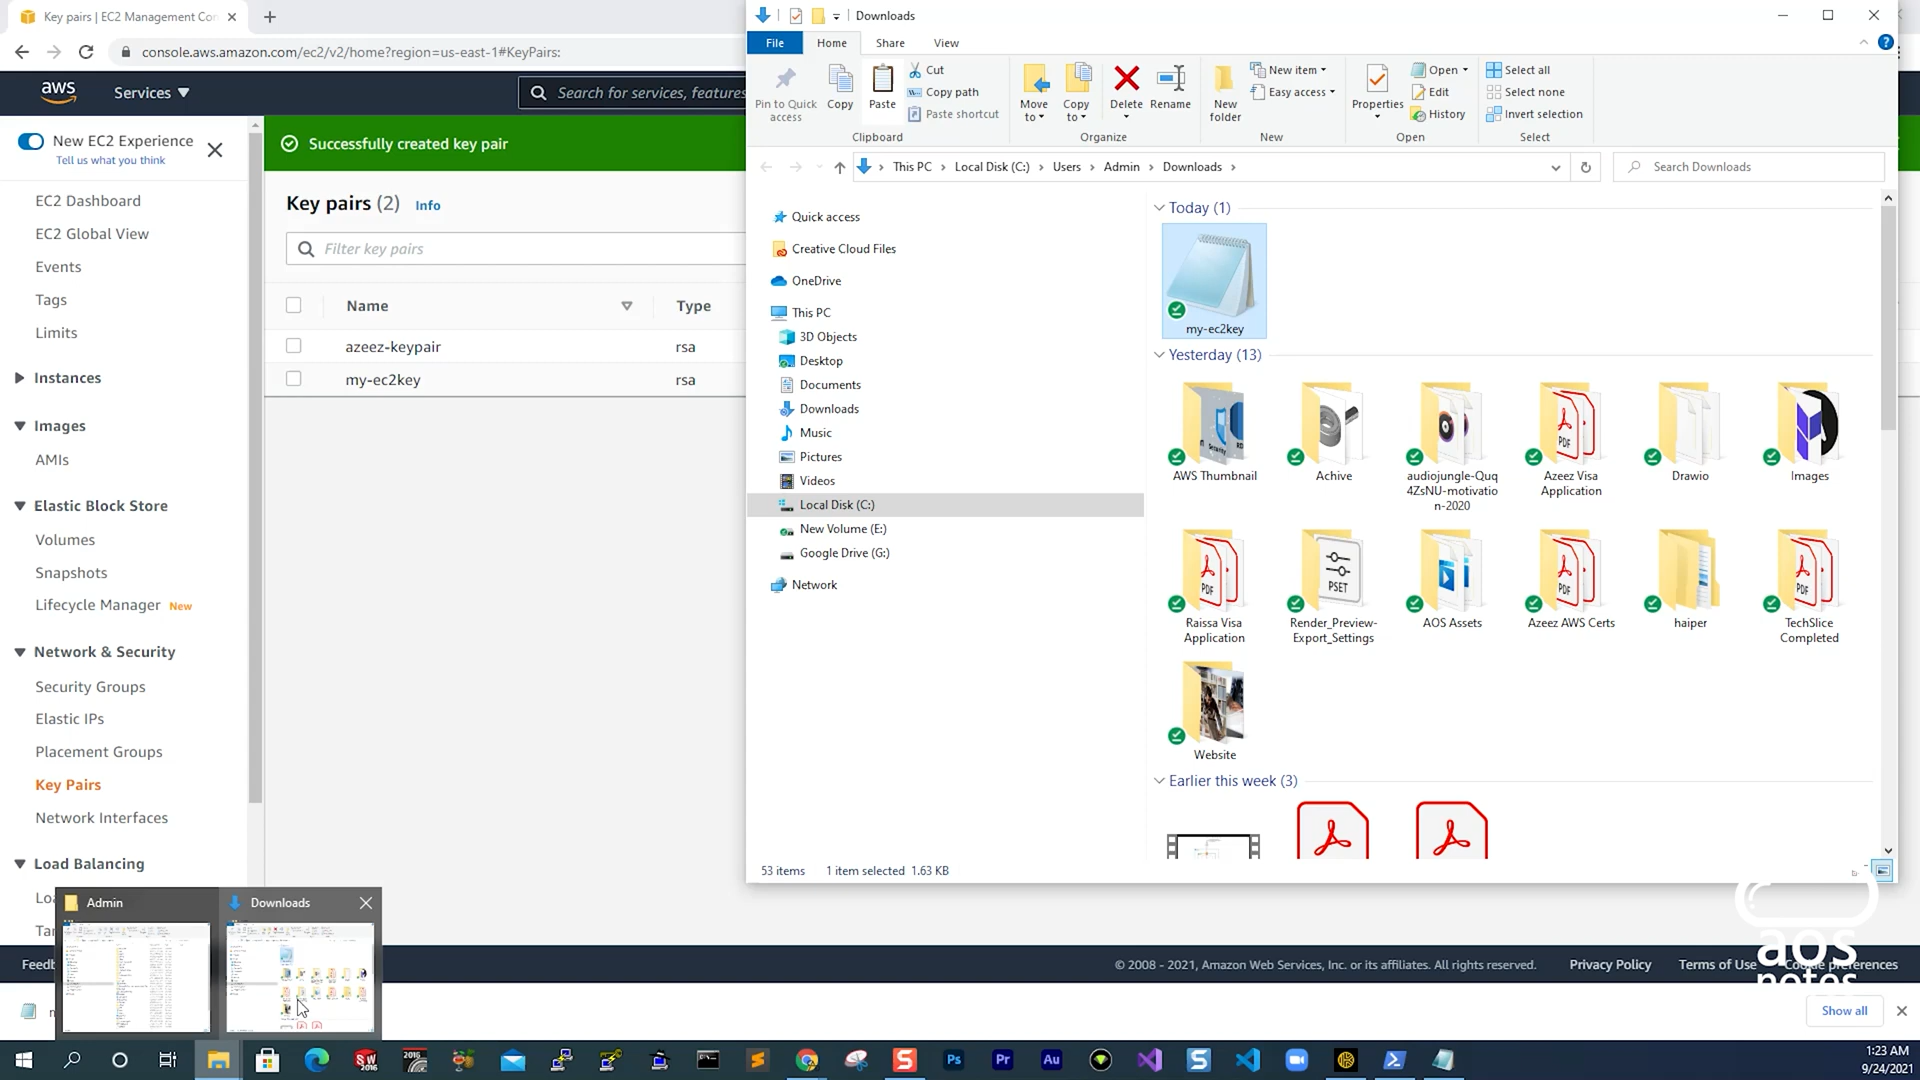 Key pairs | EC2 Management Con
console.aws.amazon.com/ec2/v2/home?region=us-east-1#KeyPairs:
aws
Services
Search for services, features
New EC2 Experience
Tell us what you think
EC2 Dashboard
EC2 Global View
Events
Tags
Limits
Instances
Images
AMIs
Elastic Block Store
Volumes
Snapshots
Lifecycle Manager New
Network & Security
Security Groups
Elastic IPs
Placement Groups
Key Pairs
Network Interfaces
Load Balancing
Successfully created key pair
Key pairs (2) Info
Filter key pairs
Name Type
azeez-keypair rsa
my-ec2key rsa
Downloads
File Home Share View
Pin to Quick access
Copy
Paste
Cut
Copy path
Paste shortcut
Clipboard
Move to
Copy to
Delete
Rename
Organize
New folder
New item
Easy access
New
Properties
Open
Edit
History
Open
Select all
Select none
Invert selection
Select
This PC > Local Disk (C:) > Users > Admin > Downloads >
Search Downloads
Quick access
Creative Cloud Files
OneDrive
This PC
3D Objects
Desktop
Documents
Downloads
Music
Pictures
Videos
Local Disk (C:)
New Volume (E:)
Google Drive (G:)
Network
Today (1)
my-ec2key
Yesterday (13)
AWS Thumbnail
Achive
audiojungle-Quq
4ZsNU-motivatio
n-2020
Azeez Visa
Application
Drawio
Images
Raissa Visa
Application
Render_Preview-
Export_Settings
AOS Assets
Azeez AWS Certs
haiper
TechSlice
Completed
Website
Earlier this week (3)
53 items 1 item selected 1.63 KB
Admin
Downloads
© 2008 - 2021, Amazon Web Services, Inc. or its affiliates. All rights reserved.
Privacy Policy
Terms of Use
Cookie preferences
aos
notes
Show all
1:23 AM
9/24/2021